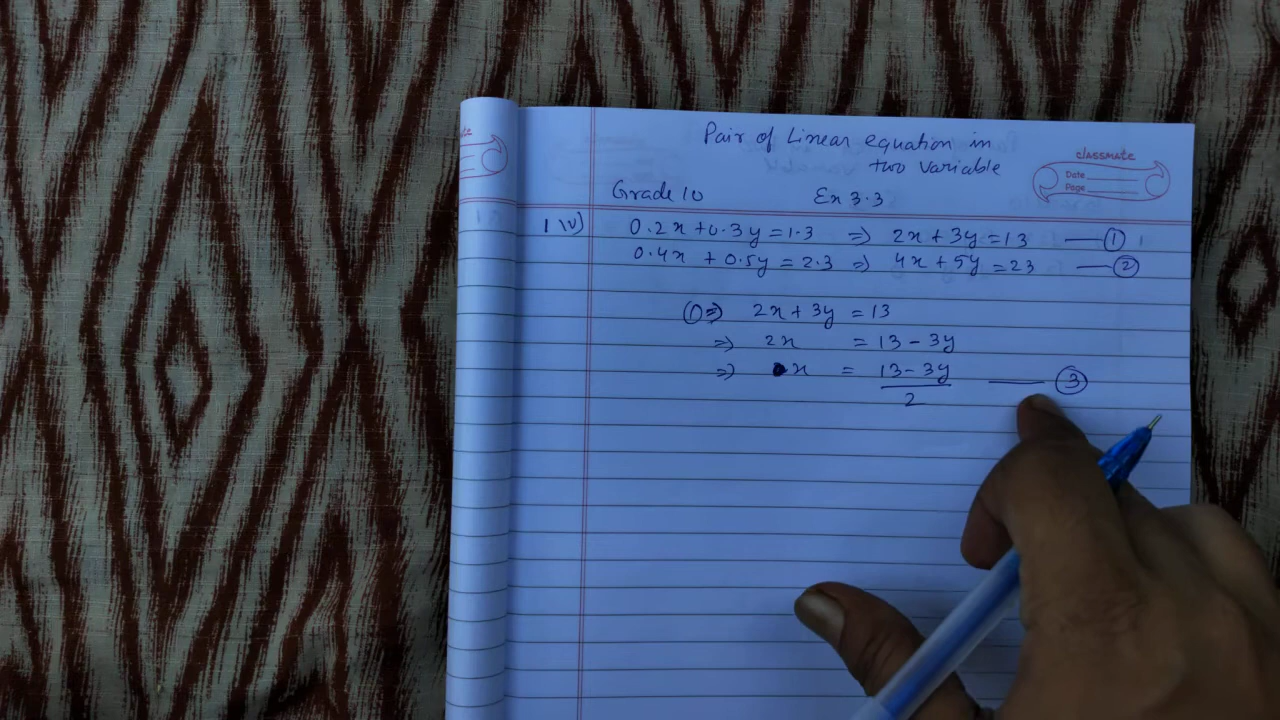 Pair of Linear equation in
two variable
classmate
Date
Page
te
Grade 10 Ex 3.3
1 iv) 0.2x + 0.3y = 1.3 ⇒ 2x + 3y = 13 — ①
0.4x + 0.5y = 2.3 ⇒ 4x + 5y = 23 — ②
① ⇒ 2x + 3y = 13
⇒ 2x = 13 - 3y
⇒ x = 13 - 3y — ③
2